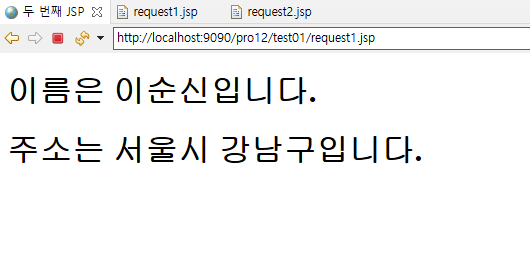 두 번째 JSP request1.jsp request2.jsp
http://localhost:9090/pro12/test01/request1.jsp
이름은 이순신입니다.
주소는 서울시 강남구입니다.